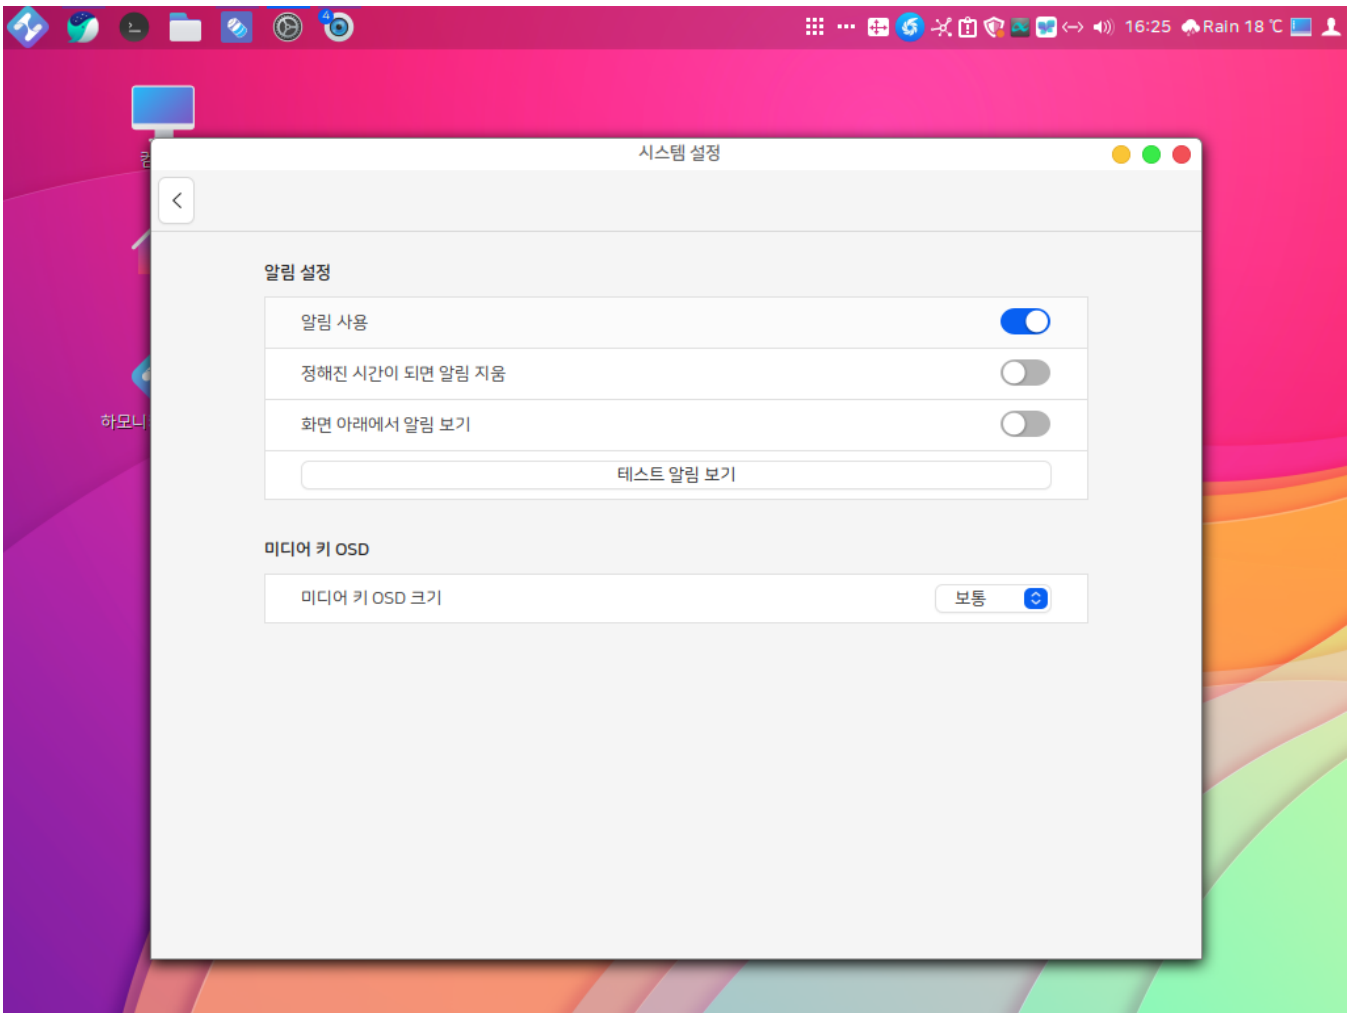 4
16:25
Rain 18 ℃
시스템 설정
알림 설정
알림 사용
정해진 시간이 되면 알림 지움
화면 아래에서 알림 보기
테스트 알림 보기
하모니
미디어 키 OSD
미디어 키 OSD 크기
보통